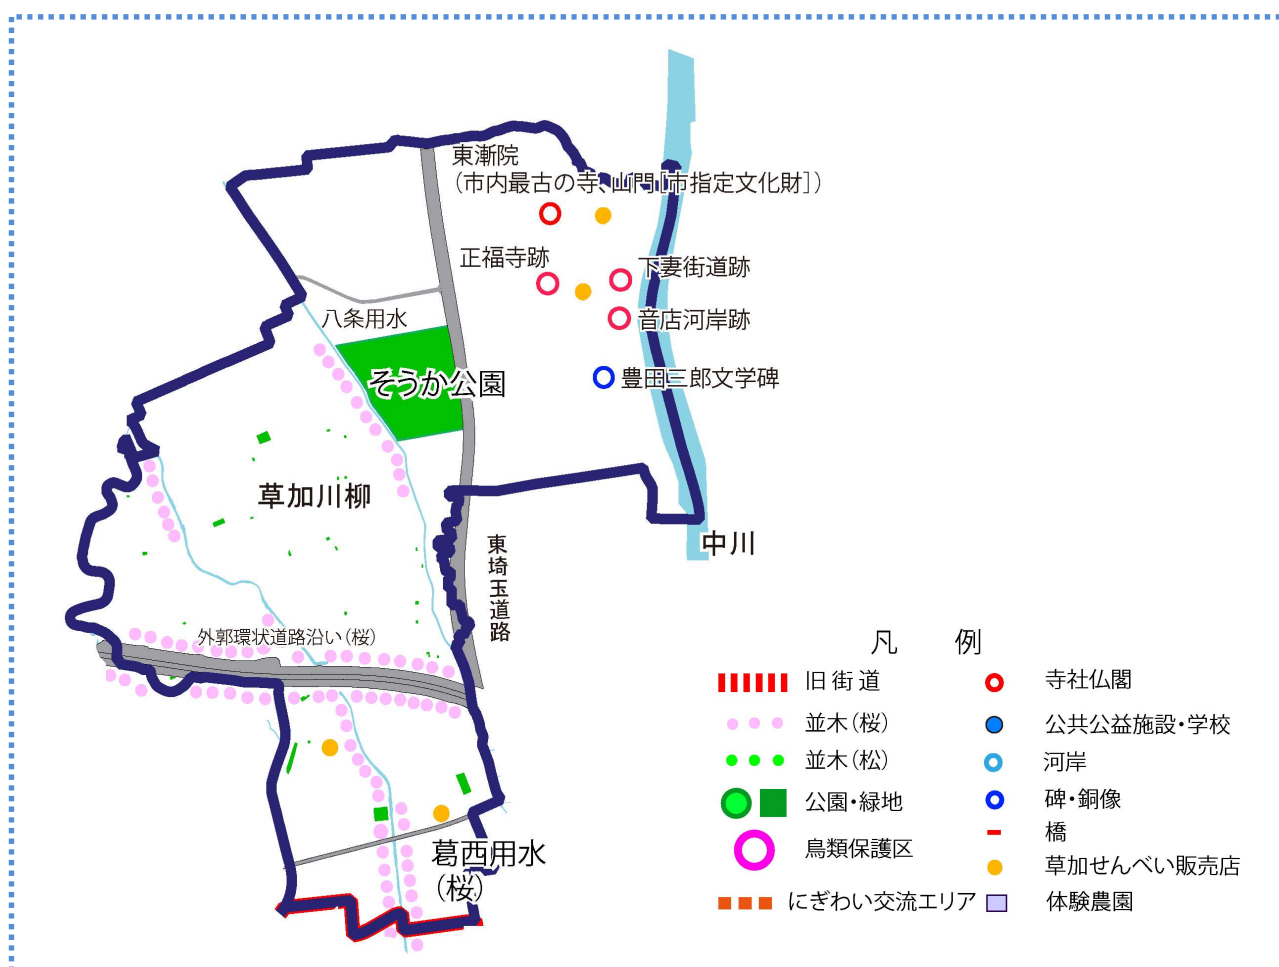 東漸院
（市内最古の寺、山門［市指定文化財］）
正福寺跡
下妻街道跡
八条用水
音店河岸跡
そうか公園
豊田三郎文学碑
草加川柳
中川
東埼玉道路
外郭環状道路沿い（桜）
葛西用水
（桜）
凡 例
旧街道
寺社仏閣
並木（桜）
公共公益施設・学校
並木（松）
河岸
公園・緑地
碑・銅像
橋
鳥類保護区
草加せんべい販売店
にぎわい交流エリア
体験農園